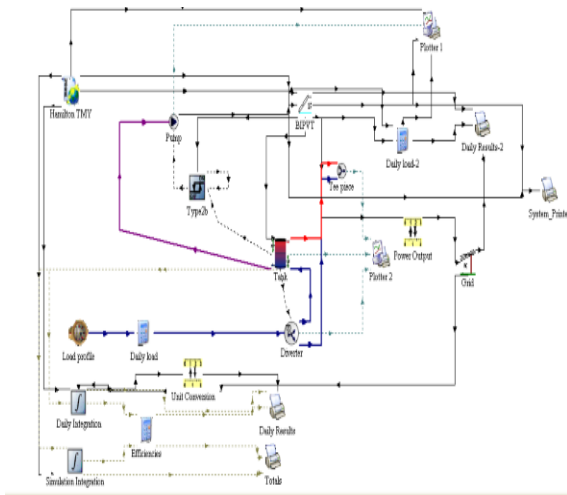 Plotter 1
Hamilton TMY
BIPVT
Pump
Daily load-2
Daily Results-2
Tee piece
Type2b
System_Printe
Power Output
Tank
Plotter 2
Grid
Load profile
Daily load
Diverter
Unit Conversion
Daily Integration
Daily Results
Efficiencies
Simulation Integration
Totals